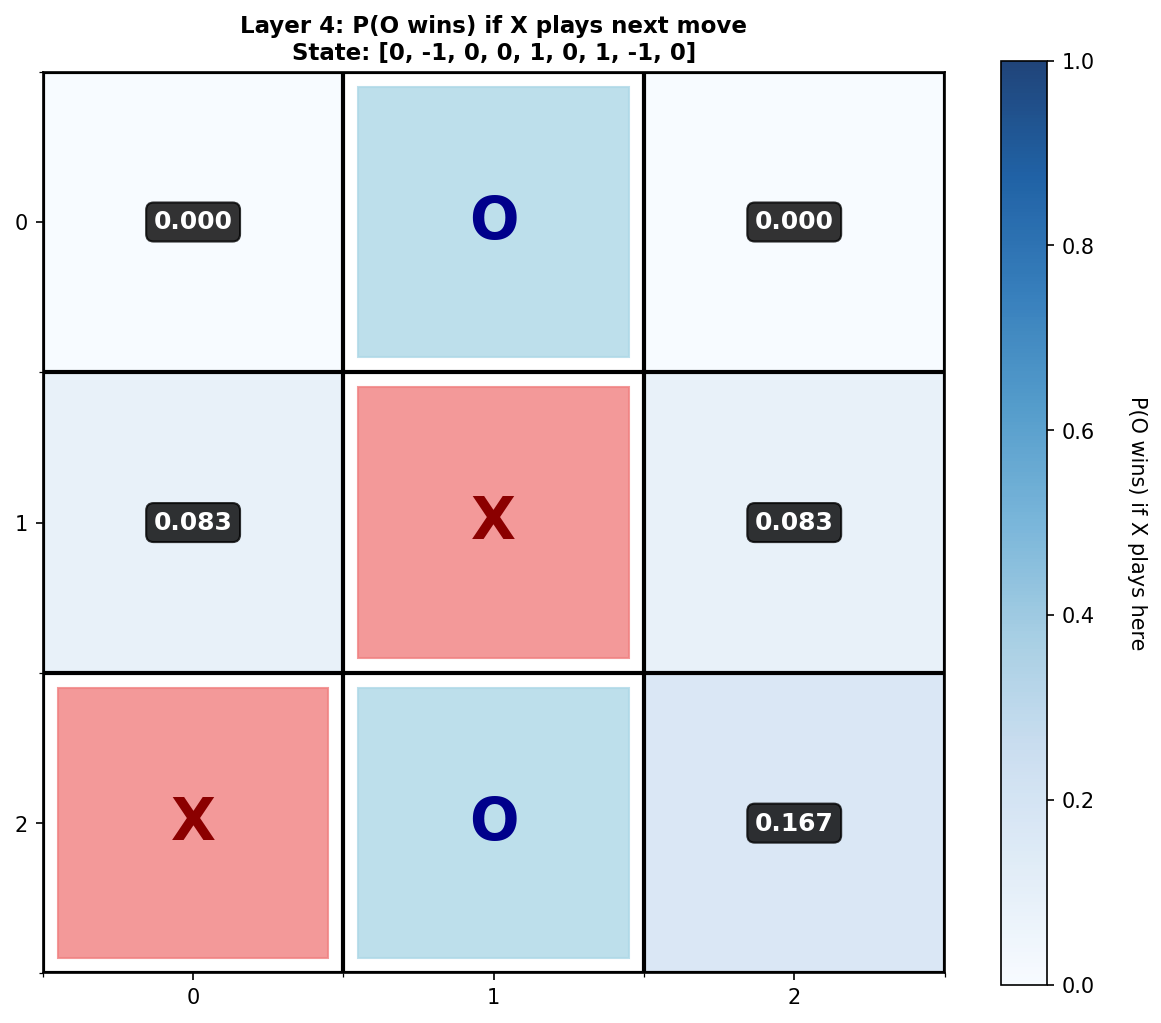 Layer 4: P(O wins) if X plays next move
State: [0, -1, 0, 0, 1, 0, 1, -1, 0]
0.000 O 0.000
0.083 X 0.083
X O 0.167
0
1
2
0 1 2
1.0
0.8
0.6
0.4
0.2
0.0
P(O wins) if X plays here